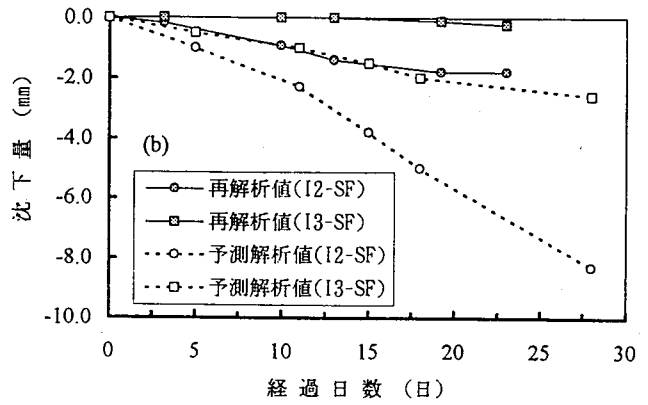 0.0
-2.0
-4.0
-6.0
-8.0
-10.0
沈下量 (mm)
(b)
再解析値(I2-SF)
再解析値(I3-SF)
予測解析値(I2-SF)
予測解析値(I3-SF)
0 5 10 15 20 25 30
経過日数 (日)